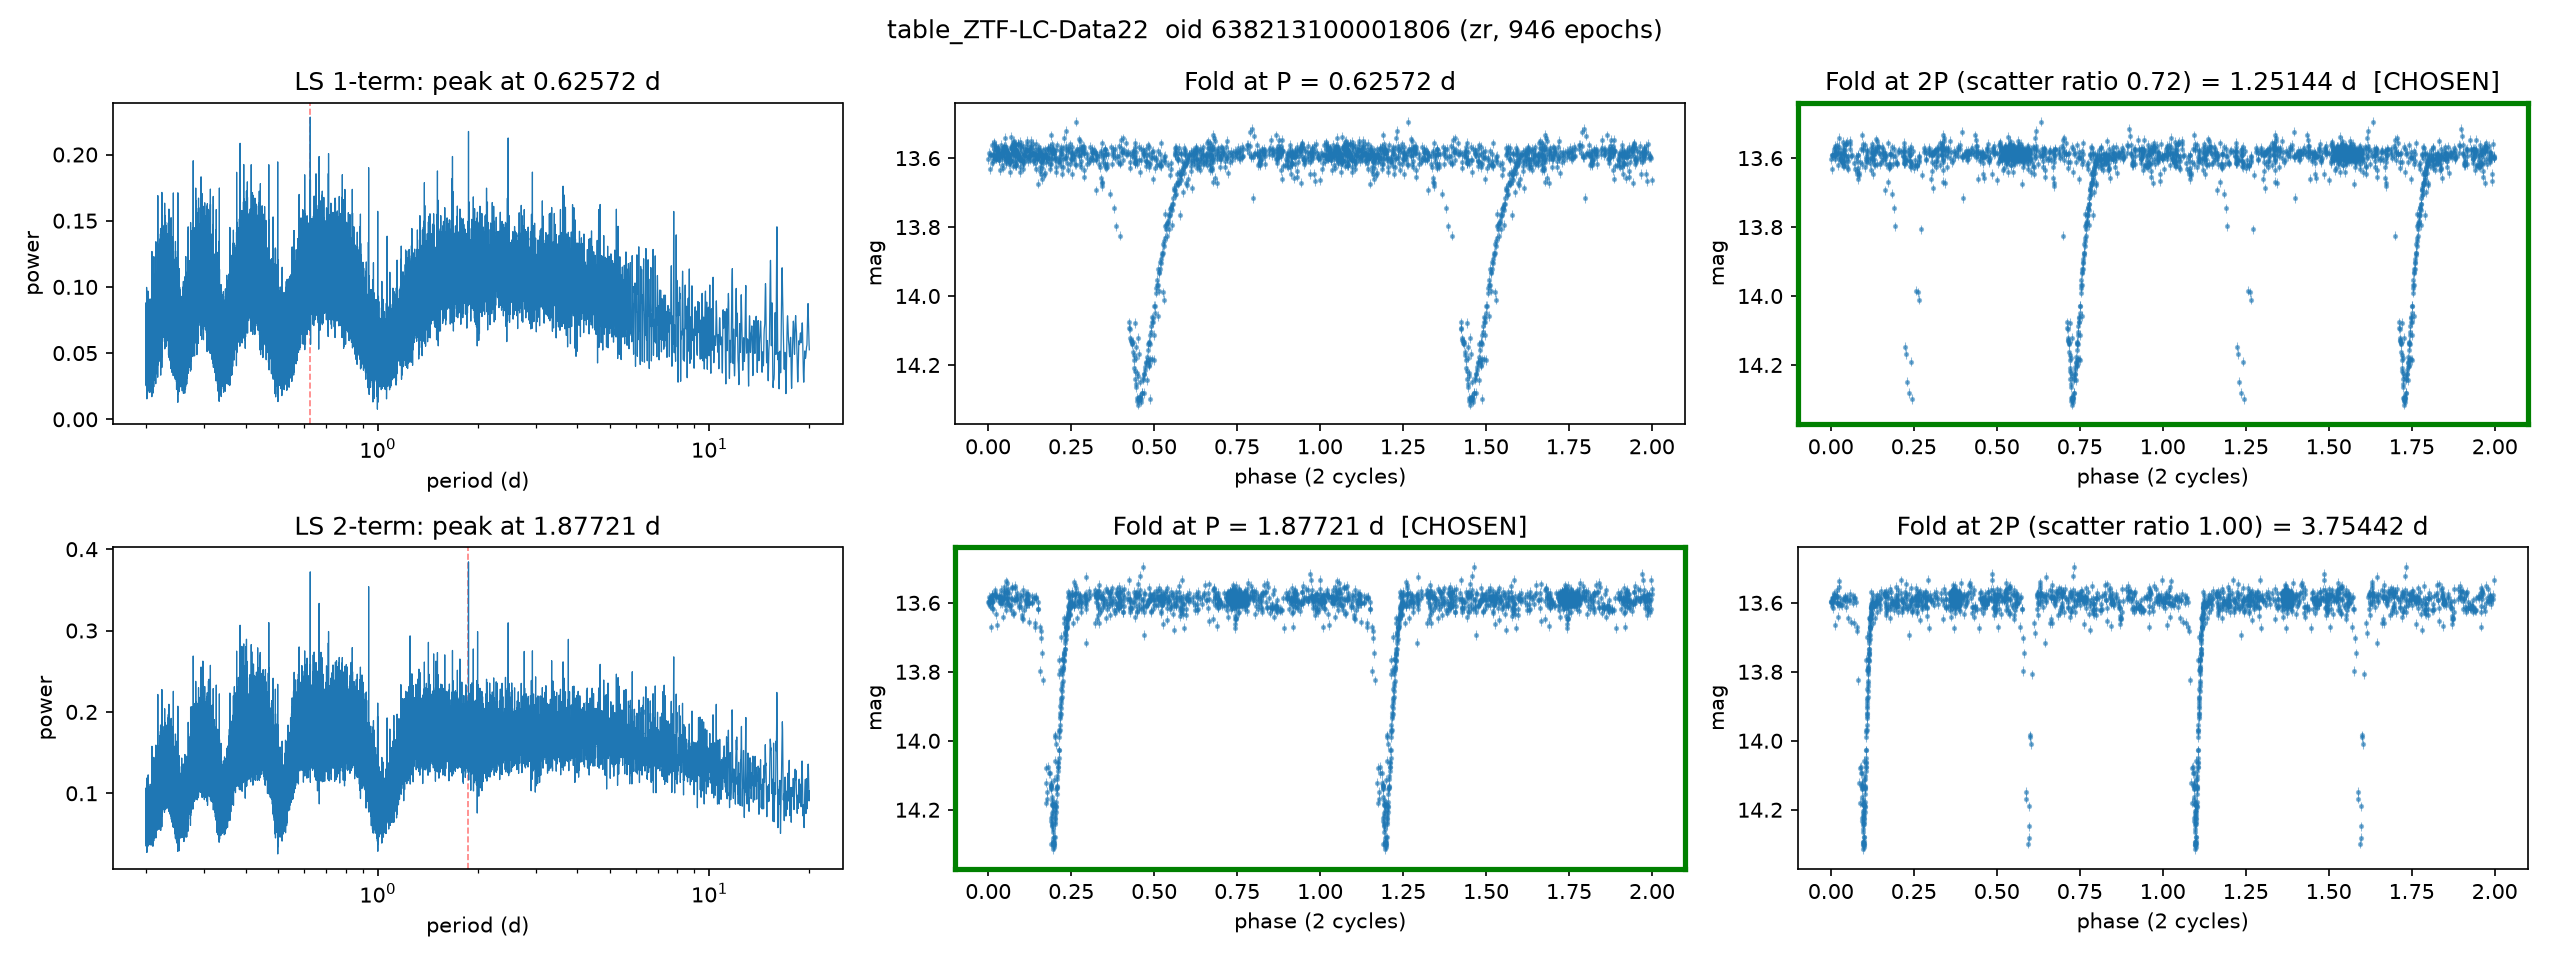 table_ZTF-LC-Data22  oid 638213100001806 (zr, 946 epochs)
LS 1-term: peak at 0.62572 d
0.20
0.15
0.10
0.05
0.00
power
10⁰
10¹
period (d)
Fold at P = 0.62572 d
13.6
13.8
14.0
14.2
mag
0.00 0.25 0.50 0.75 1.00 1.25 1.50 1.75 2.00
phase (2 cycles)
Fold at 2P (scatter ratio 0.72) = 1.25144 d  [CHOSEN]
13.6
13.8
14.0
14.2
mag
0.00 0.25 0.50 0.75 1.00 1.25 1.50 1.75 2.00
phase (2 cycles)
LS 2-term: peak at 1.87721 d
0.4
0.3
0.2
0.1
power
10⁰
10¹
period (d)
Fold at P = 1.87721 d  [CHOSEN]
13.6
13.8
14.0
14.2
mag
0.00 0.25 0.50 0.75 1.00 1.25 1.50 1.75 2.00
phase (2 cycles)
Fold at 2P (scatter ratio 1.00) = 3.75442 d
13.6
13.8
14.0
14.2
mag
0.00 0.25 0.50 0.75 1.00 1.25 1.50 1.75 2.00
phase (2 cycles)